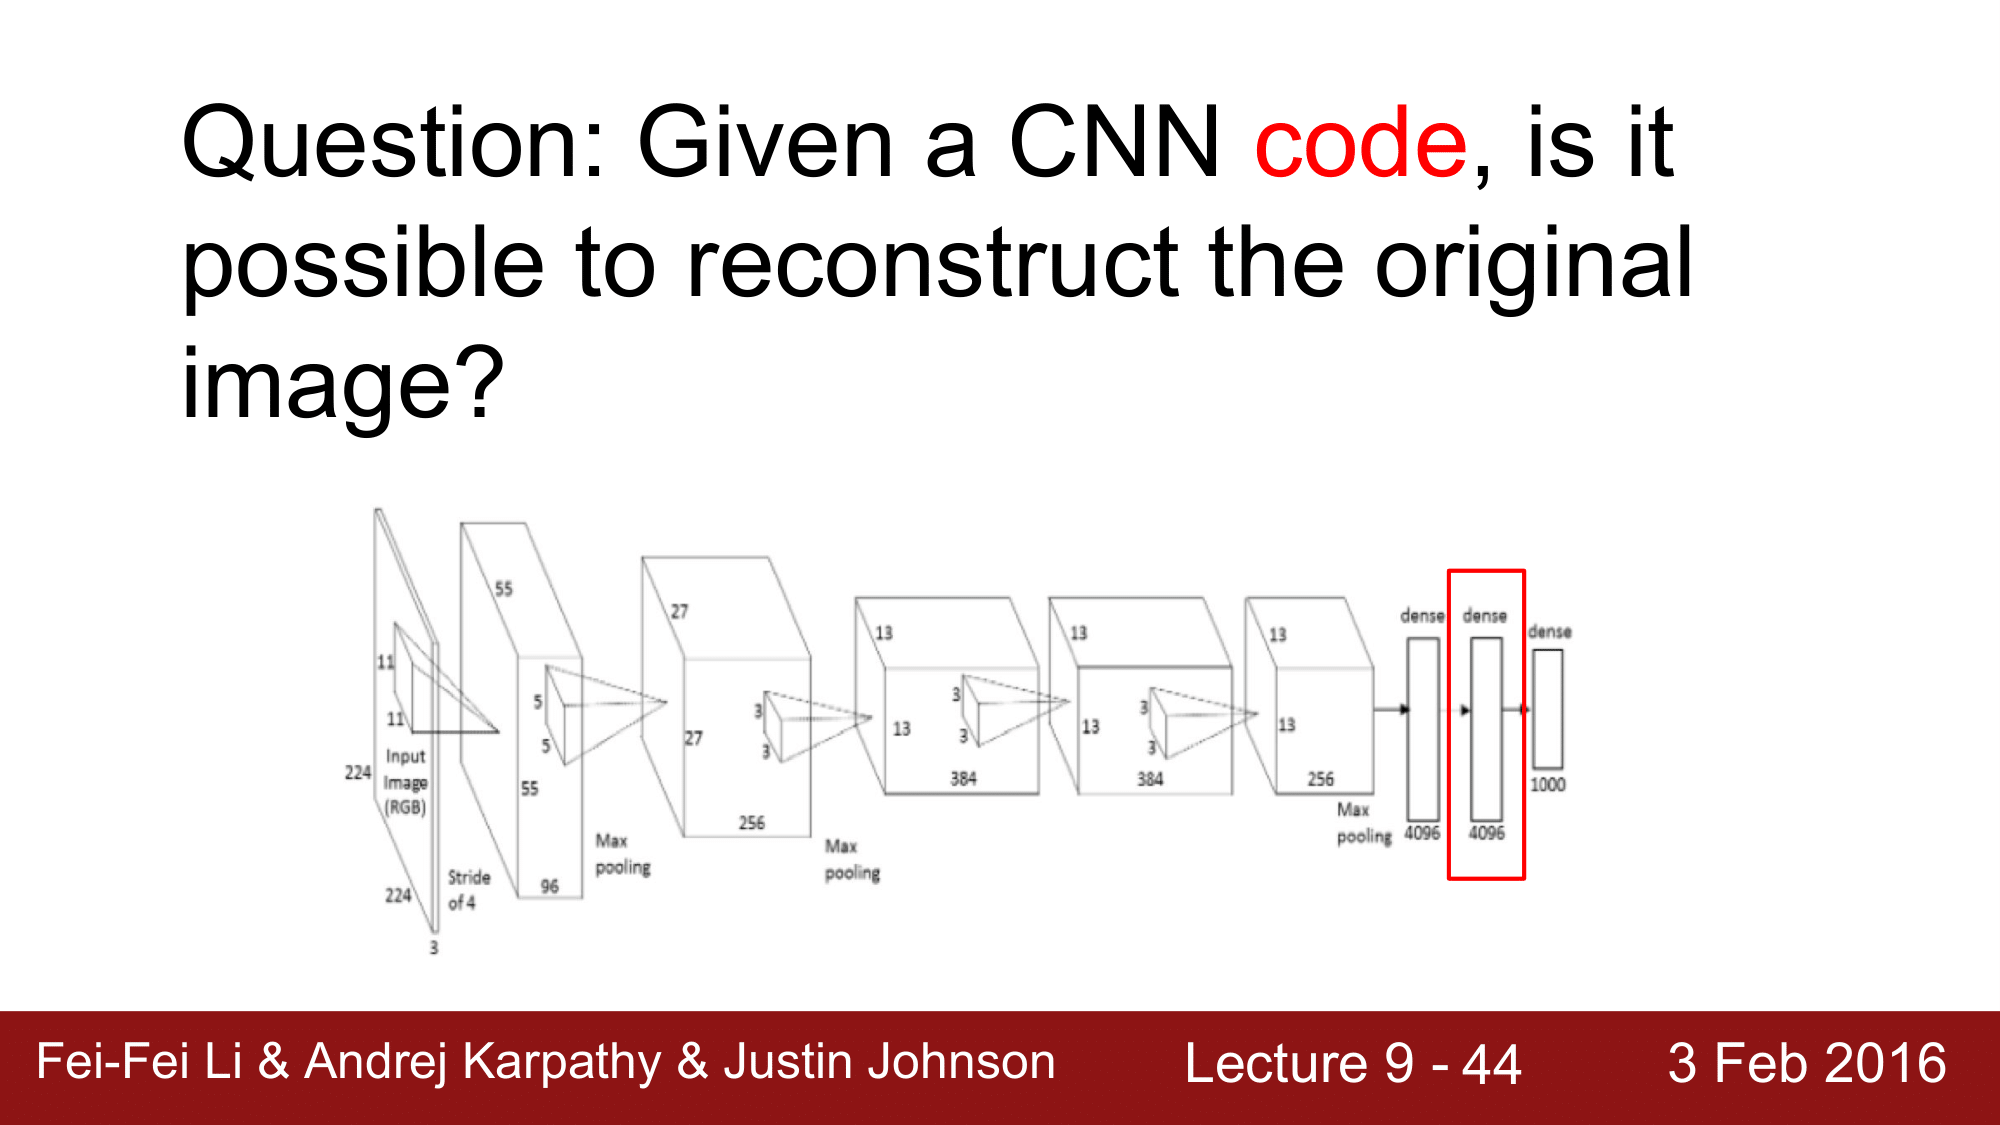 Question: Given a CNN code, is it
possible to reconstruct the original
image?
55
27
13
13
13
dense
dense
dense
11
11
5
5
3
3
3
3
3
3
27
13
13
13
55
224
224
3
Input
Image
(RGB)
Stride
of 4
96
Max
pooling
256
Max
pooling
384
384
256
Max
pooling
4096
4096
1000
Fei-Fei Li & Andrej Karpathy & Justin Johnson
Lecture 9 - 44
3 Feb 2016